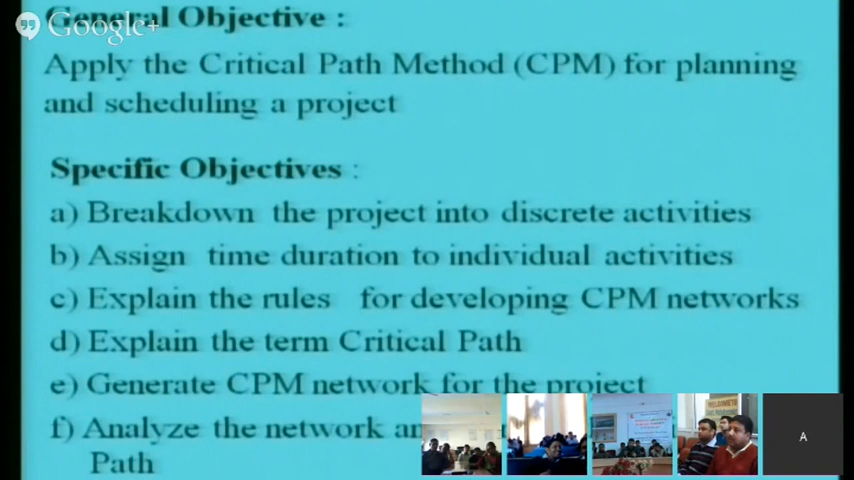 Google+
General Objective :
Apply the Critical Path Method (CPM) for planning
and scheduling a project
Specific Objectives :
a) Breakdown the project into discrete activities
b) Assign time duration to individual activities
c) Explain the rules for developing CPM networks
d) Explain the term Critical Path
e) Generate CPM network for the project
f) Analyze the network
Path
A